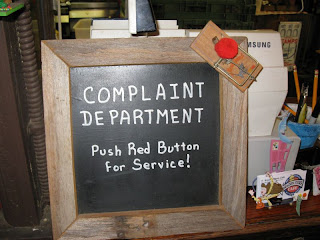 SAMSUNG
COMPLAINT
DEPARTMENT
Push Red Button
for Service!